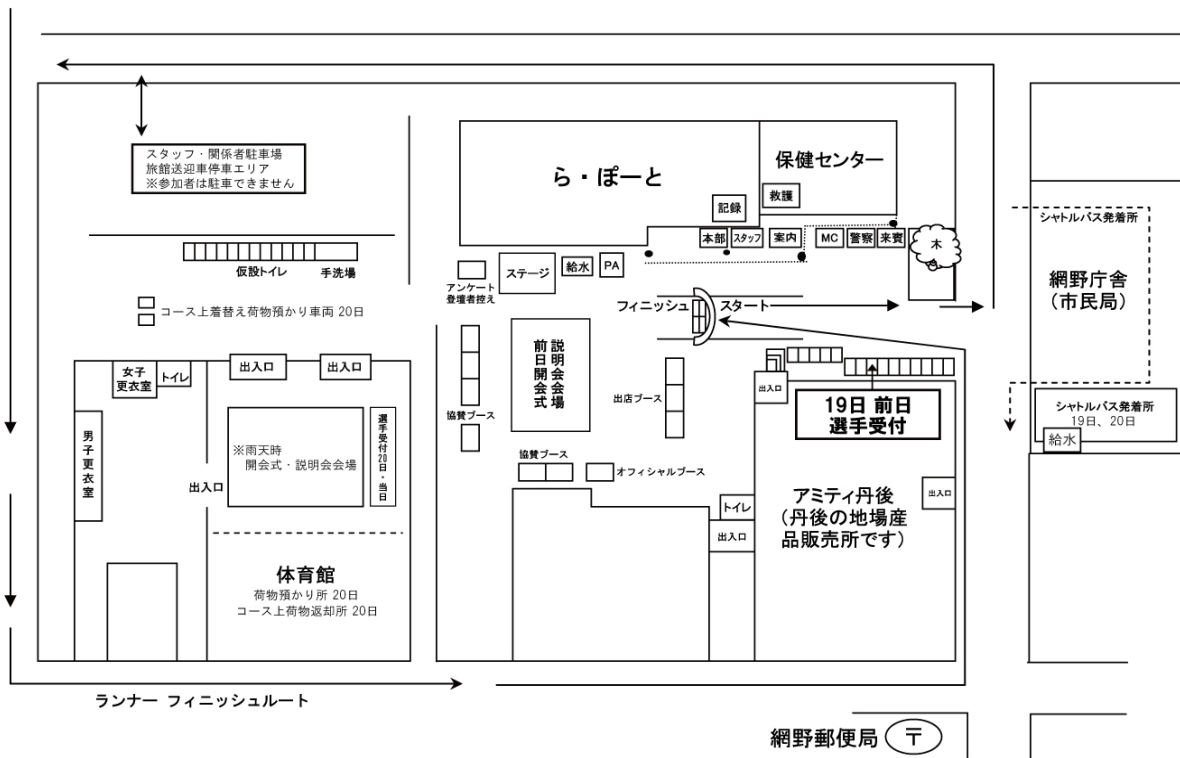 スタッフ・関係者駐車場
旅館送迎車停車エリア
※参加者は駐車できません
仮設トイレ
手洗場
コース上着替え荷物預かり車両 20日
ら・ぽーと
保健センター
救護
記録
本部
スタッフ
案内
MC
警察
来賓
木
アンケート
登壇者控え
ステージ
給水
PA
フィニッシュ
スタート
シャトルバス発着所
網野庁舎
(市民局)
シャトルバス発着所
19日、20日
給水
女子
更衣室
トイレ
出入口
出入口
男子更衣室
出入口
※雨天時
開会式・説明会会場
選手受付20日・当日
体育館
荷物預かり所 20日
コース上荷物返却所 20日
協賛ブース
説明会会場
前日開会式
出店ブース
協賛ブース
オフィシャルブース
出入口
19日 前日
選手受付
アミティ丹後
(丹後の地場産
品販売所です)
出入口
トイレ
出入口
ランナー フィニッシュルート
網野郵便局
〒